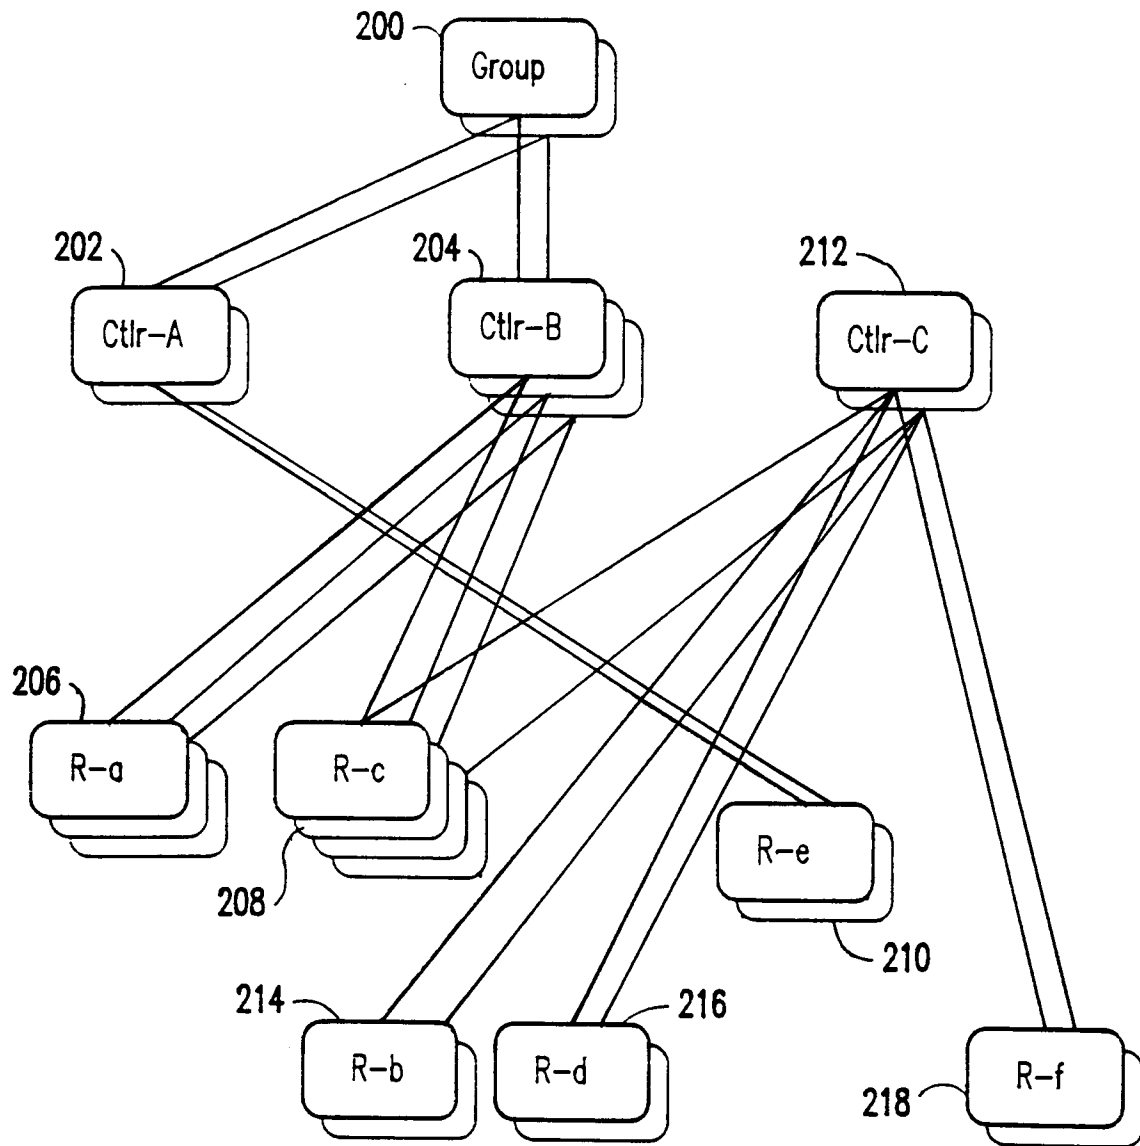 200
Group
202
204
212
Ctlr-A
Ctlr-B
Ctlr-C
206
R-a
R-c
208
R-e
210
214
216
R-b
R-d
R-f
218